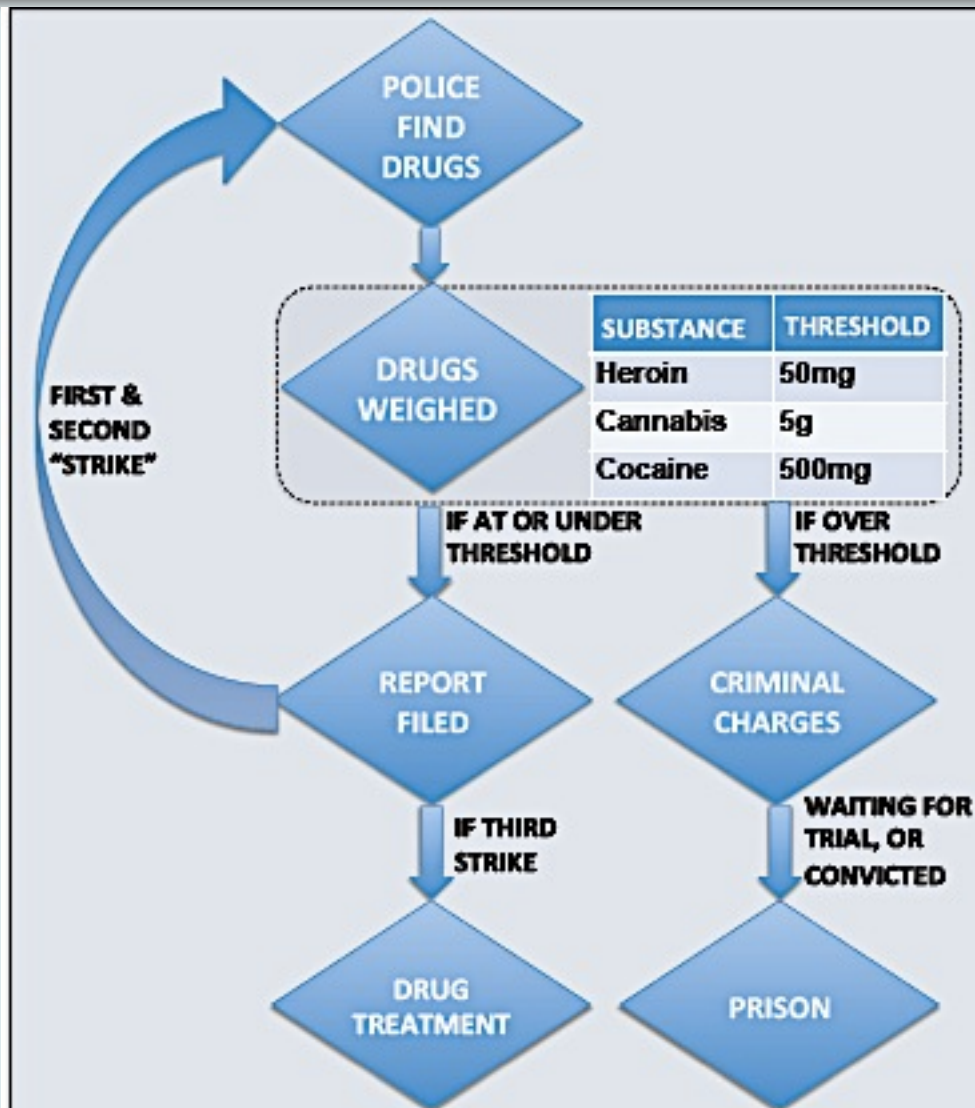 POLICE
FIND
DRUGS
DRUGS
WEIGHED
SUBSTANCE THRESHOLD
Heroin 50mg
Cannabis 5g
Cocaine 500mg
FIRST &
SECOND
"STRIKE"
IF AT OR UNDER
THRESHOLD
IF OVER
THRESHOLD
REPORT
FILED
CRIMINAL
CHARGES
IF THIRD
STRIKE
WAITING FOR
TRIAL, OR
CONVICTED
DRUG
TREATMENT
PRISON